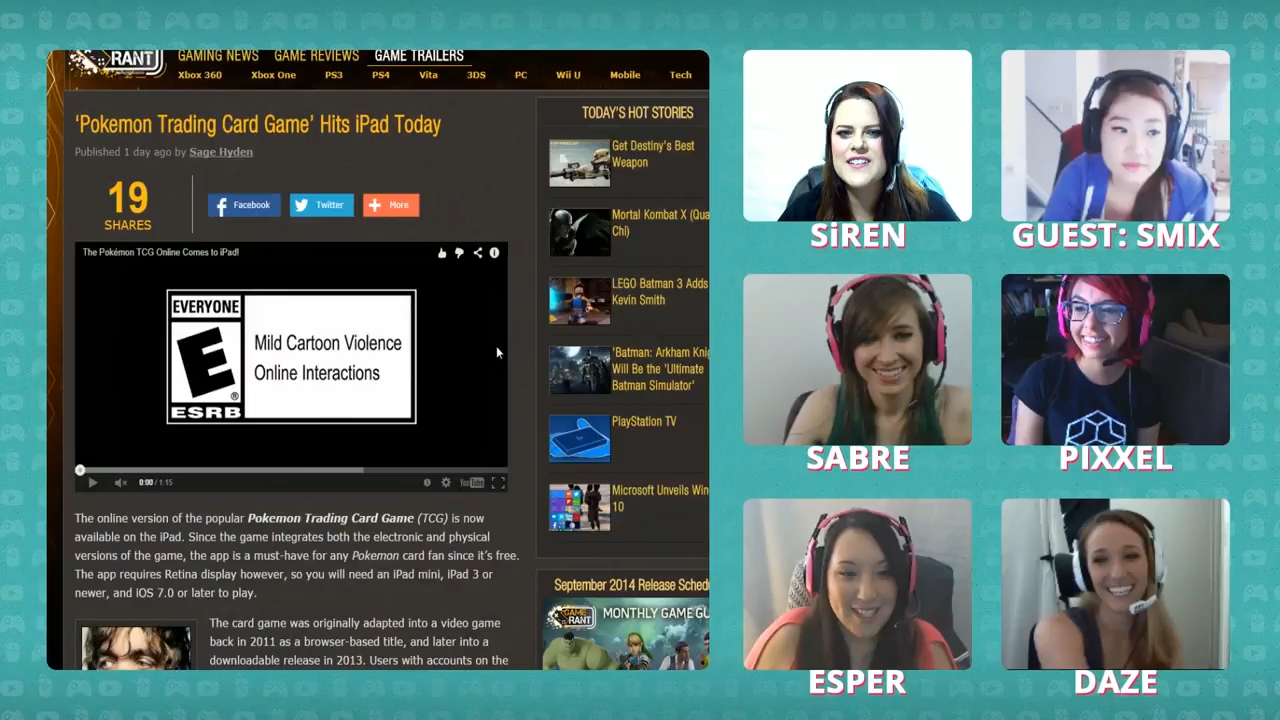 RANT
GAMING NEWS GAME REVIEWS GAME TRAILERS
Xbox 360 Xbox One PS3 PS4 Vita 3DS PC Wii U Mobile Tech
'Pokemon Trading Card Game' Hits iPad Today
Published 1 day ago by Sage Hyden
19
SHARES
Facebook Twitter More
The Pokémon TCG Online Comes to iPad!
EVERYONE
E
ESRB
Mild Cartoon Violence
Online Interactions
0:00 / 1:15
YouTube
The online version of the popular Pokemon Trading Card Game (TCG) is now
available on the iPad. Since the game integrates both the electronic and physical
versions of the game, the app is a must-have for any Pokemon card fan since it's free.
The app requires Retina display however, so you will need an iPad mini, iPad 3 or
newer, and iOS 7.0 or later to play.
The card game was originally adapted into a video game
back in 2011 as a browser-based title, and later into a
downloadable release in 2013. Users with accounts on the
TODAY'S HOT STORIES
Get Destiny's Best
Weapon
Mortal Kombat X (Qua
Chi)
LEGO Batman 3 Adds
Kevin Smith
'Batman: Arkham Knig
Will Be the 'Ultimate
Batman Simulator'
PlayStation TV
Microsoft Unveils Win
10
September 2014 Release Sched
GAME
RANT
MONTHLY GAME GU
SiREN
GUEST: SMIX
SABRE
PIXXEL
ESPER
DAZE